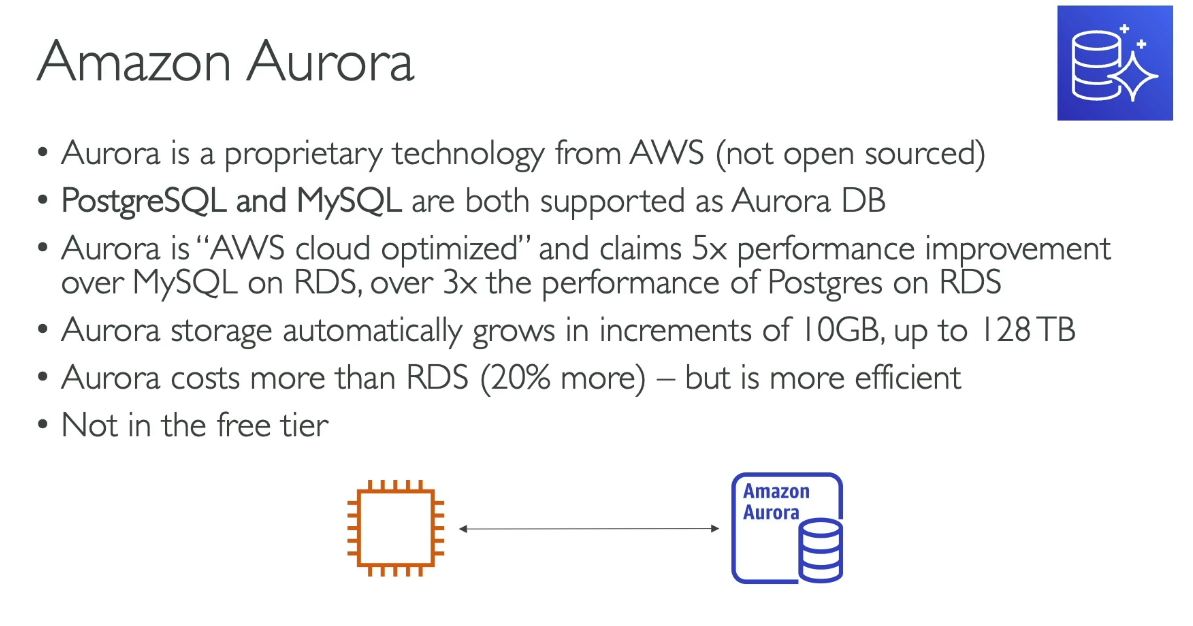 Amazon Aurora
• Aurora is a proprietary technology from AWS (not open sourced)
• PostgreSQL and MySQL are both supported as Aurora DB
• Aurora is “AWS cloud optimized” and claims 5x performance improvement
over MySQL on RDS, over 3x the performance of Postgres on RDS
• Aurora storage automatically grows in increments of 10GB, up to 128 TB
• Aurora costs more than RDS (20% more) – but is more efficient
• Not in the free tier
Amazon
Aurora